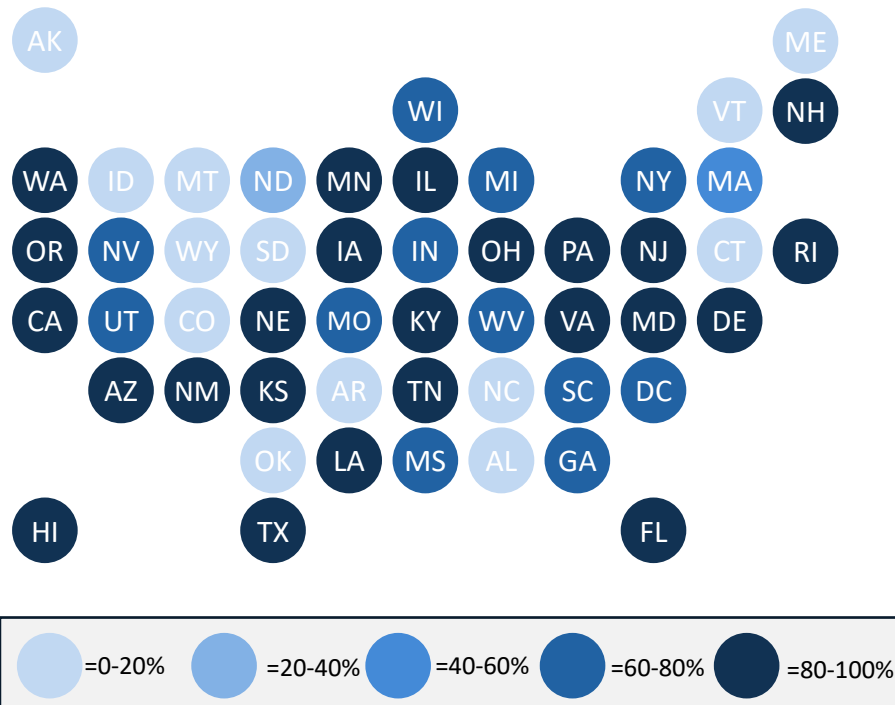 AK ME
WI VT NH
WA ID MT ND MN IL MI NY MA
OR NV WY SD IA IN OH PA NJ CT RI
CA UT CO NE MO KY WV VA MD DE
AZ NM KS AR TN NC SC DC
OK LA MS AL GA
HI TX FL
=0-20% =20-40% =40-60% =60-80% =80-100%